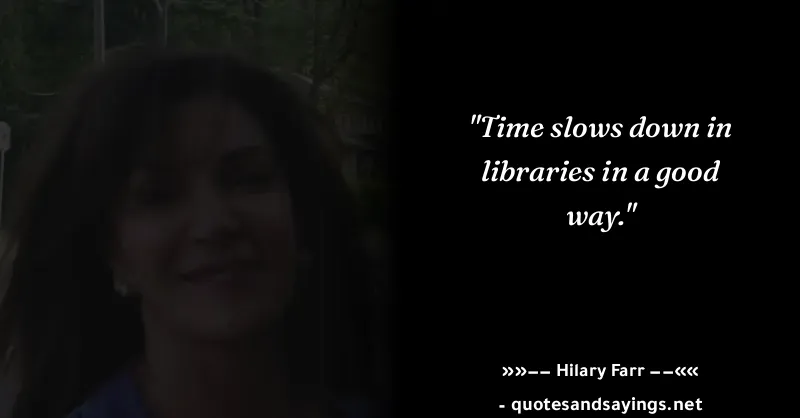 "Time slows down in
libraries in a good
way."
»»−− Hilary Farr −−««
- quotesandsayings.net